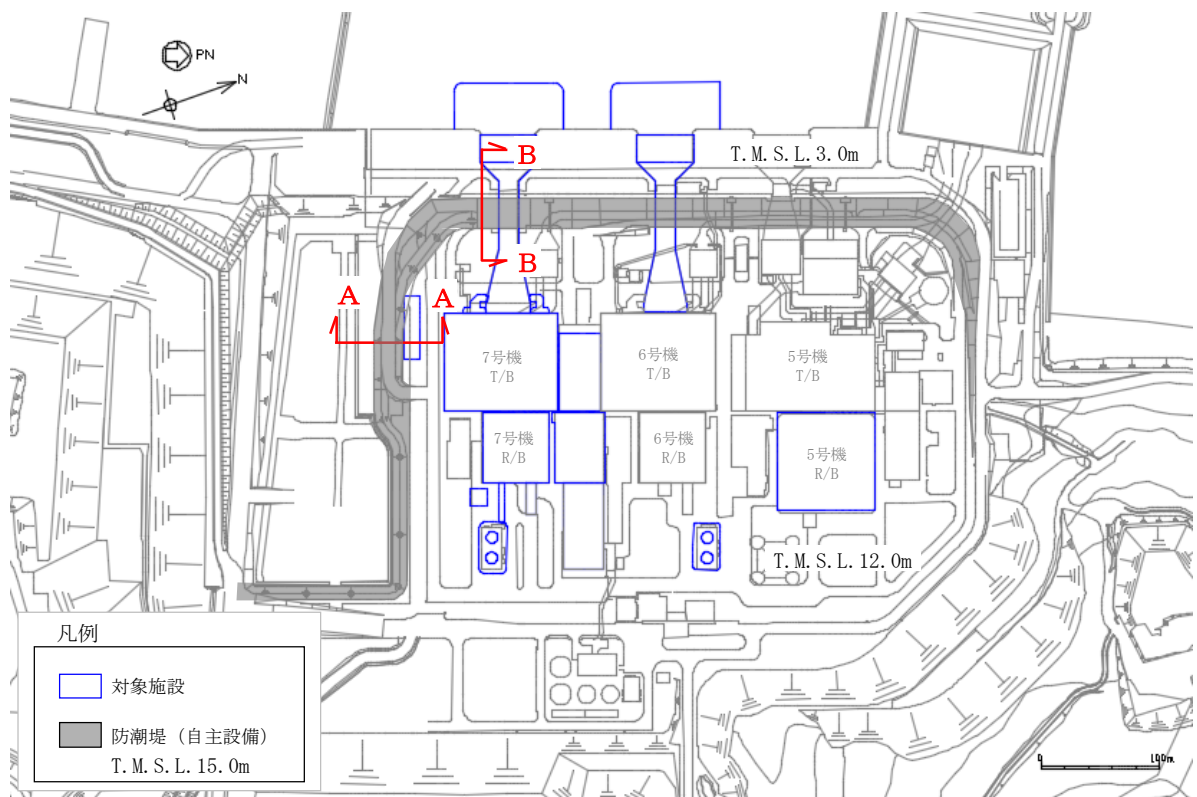 PN
N
T.M.S.L.3.0m
B
B
A
A
7号機
T/B
6号機
T/B
5号機
T/B
7号機
R/B
6号機
R/B
5号機
R/B
T.M.S.L.12.0m
凡例
対象施設
防潮堤（自主設備）
T.M.S.L.15.0m
0
100m